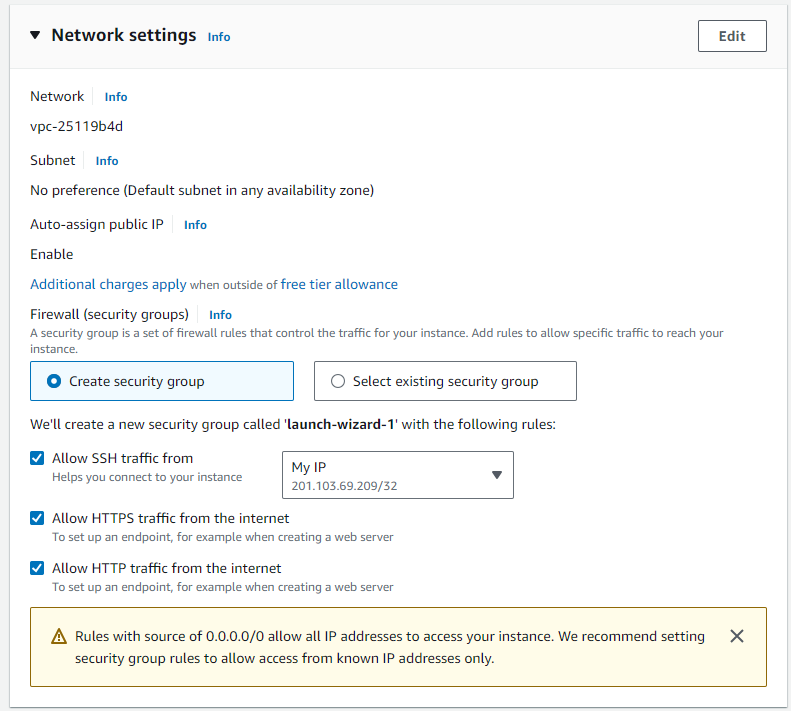 Network settings Info Edit
Network Info
vpc-25119b4d
Subnet Info
No preference (Default subnet in any availability zone)
Auto-assign public IP Info
Enable
Additional charges apply when outside of free tier allowance
Firewall (security groups) Info
A security group is a set of firewall rules that control the traffic for your instance. Add rules to allow specific traffic to reach your
instance.
Create security group Select existing security group
We'll create a new security group called 'launch-wizard-1' with the following rules:
Allow SSH traffic from
Helps you connect to your instance
My IP
201.103.69.209/32
Allow HTTPS traffic from the internet
To set up an endpoint, for example when creating a web server
Allow HTTP traffic from the internet
To set up an endpoint, for example when creating a web server
Rules with source of 0.0.0.0/0 allow all IP addresses to access your instance. We recommend setting
security group rules to allow access from known IP addresses only.